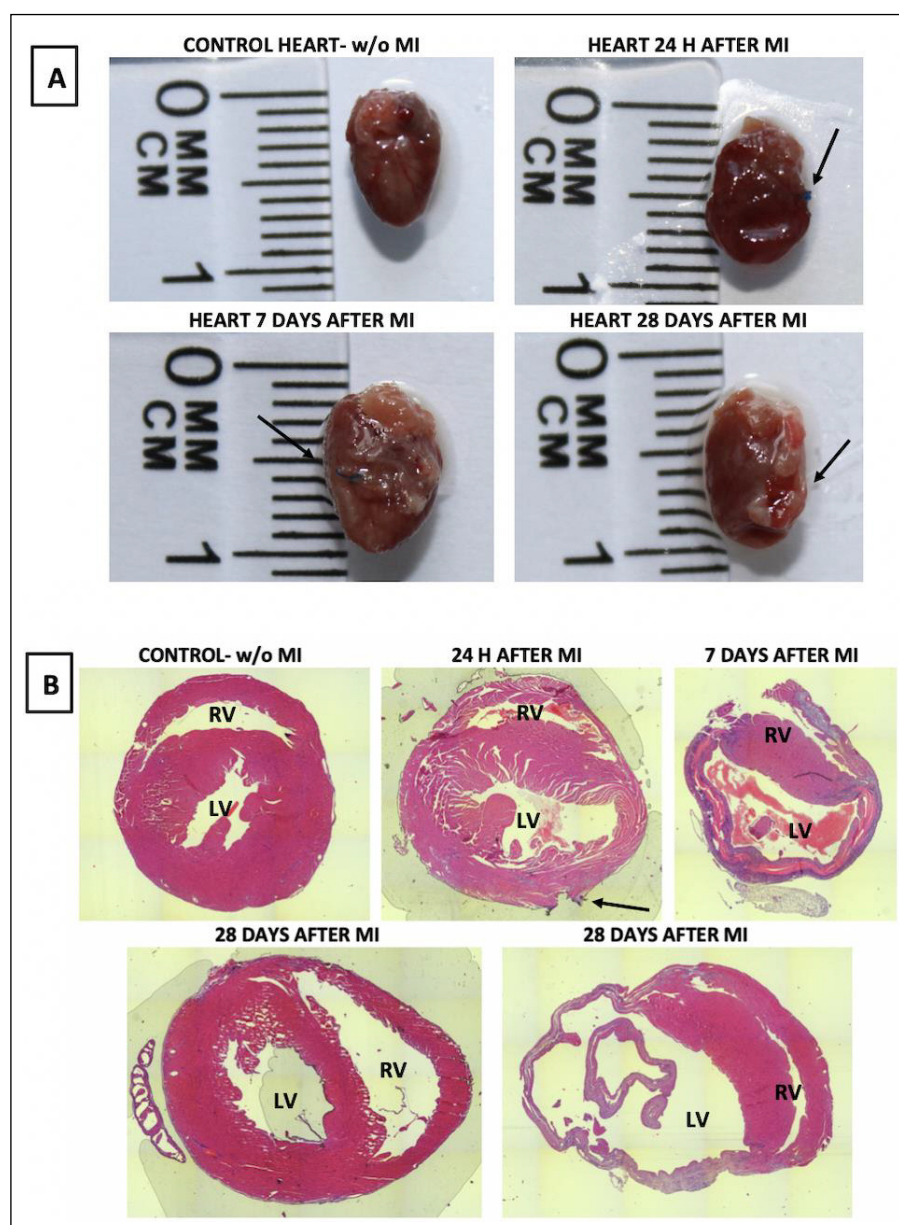 A
CONTROL HEART- w/o MI
0
MM
CM
1
HEART 24 H AFTER MI
0
MM
CM
1
HEART 7 DAYS AFTER MI
0
MM
CM
1
HEART 28 DAYS AFTER MI
0
MM
CM
1
B
CONTROL- w/o MI
RV
LV
24 H AFTER MI
RV
LV
7 DAYS AFTER MI
RV
LV
28 DAYS AFTER MI
RV
LV
28 DAYS AFTER MI
RV
LV